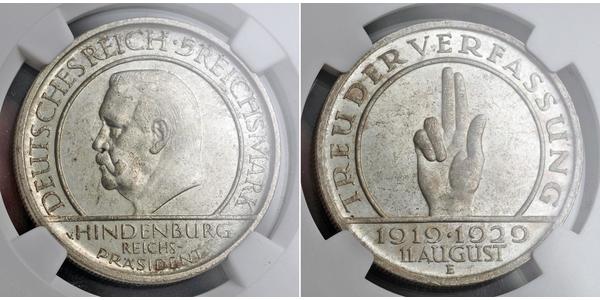 DEUTSCHES REICH · 5 REICHSMARK
v. HINDENBURG
REICHS-
PRÄSIDENT
TREU DER VERFASSUNG
1919 · 1929
11. AUGUST
E